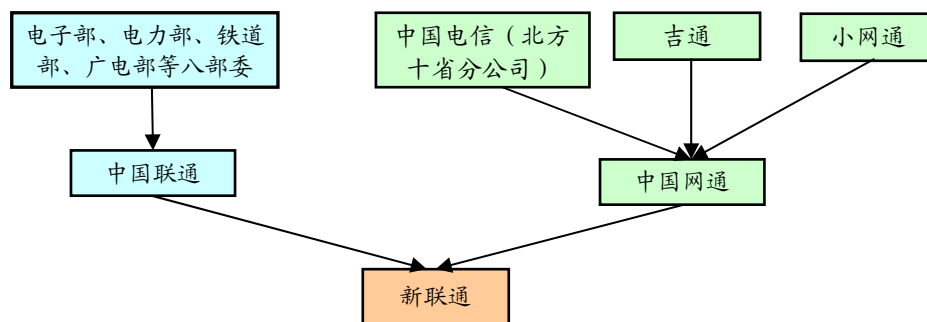 电子部、电力部、铁道
部、广电部等八部委
中国电信（北方
十省分公司）
吉通
小网通
中国联通
中国网通
新联通